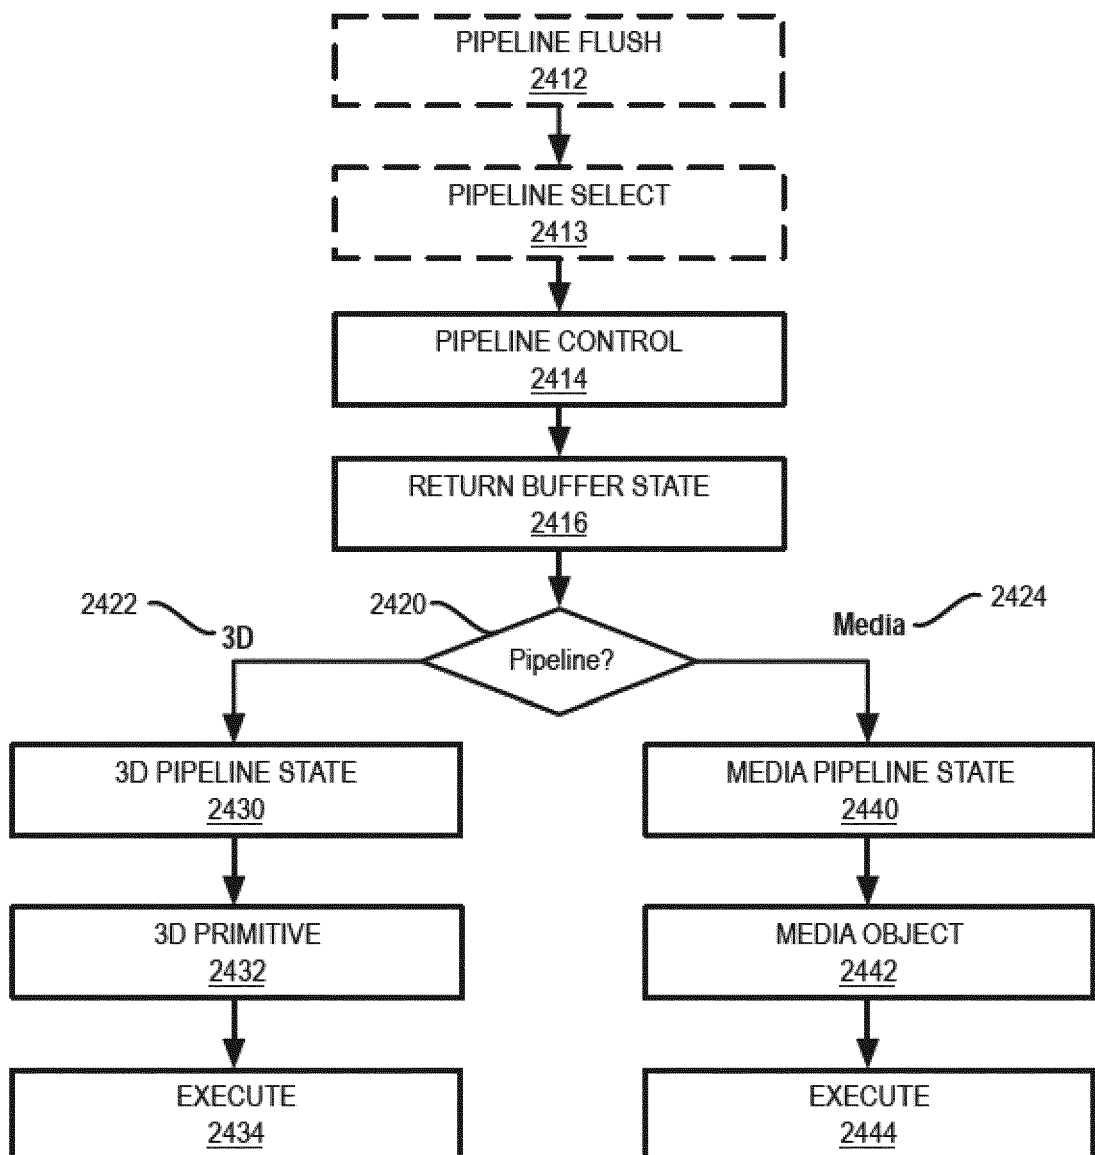 PIPELINE FLUSH
2412
PIPELINE SELECT
2413
PIPELINE CONTROL
2414
RETURN BUFFER STATE
2416
2422
3D
2420
Pipeline?
Media
2424
3D PIPELINE STATE
2430
MEDIA PIPELINE STATE
2440
3D PRIMITIVE
2432
MEDIA OBJECT
2442
EXECUTE
2434
EXECUTE
2444